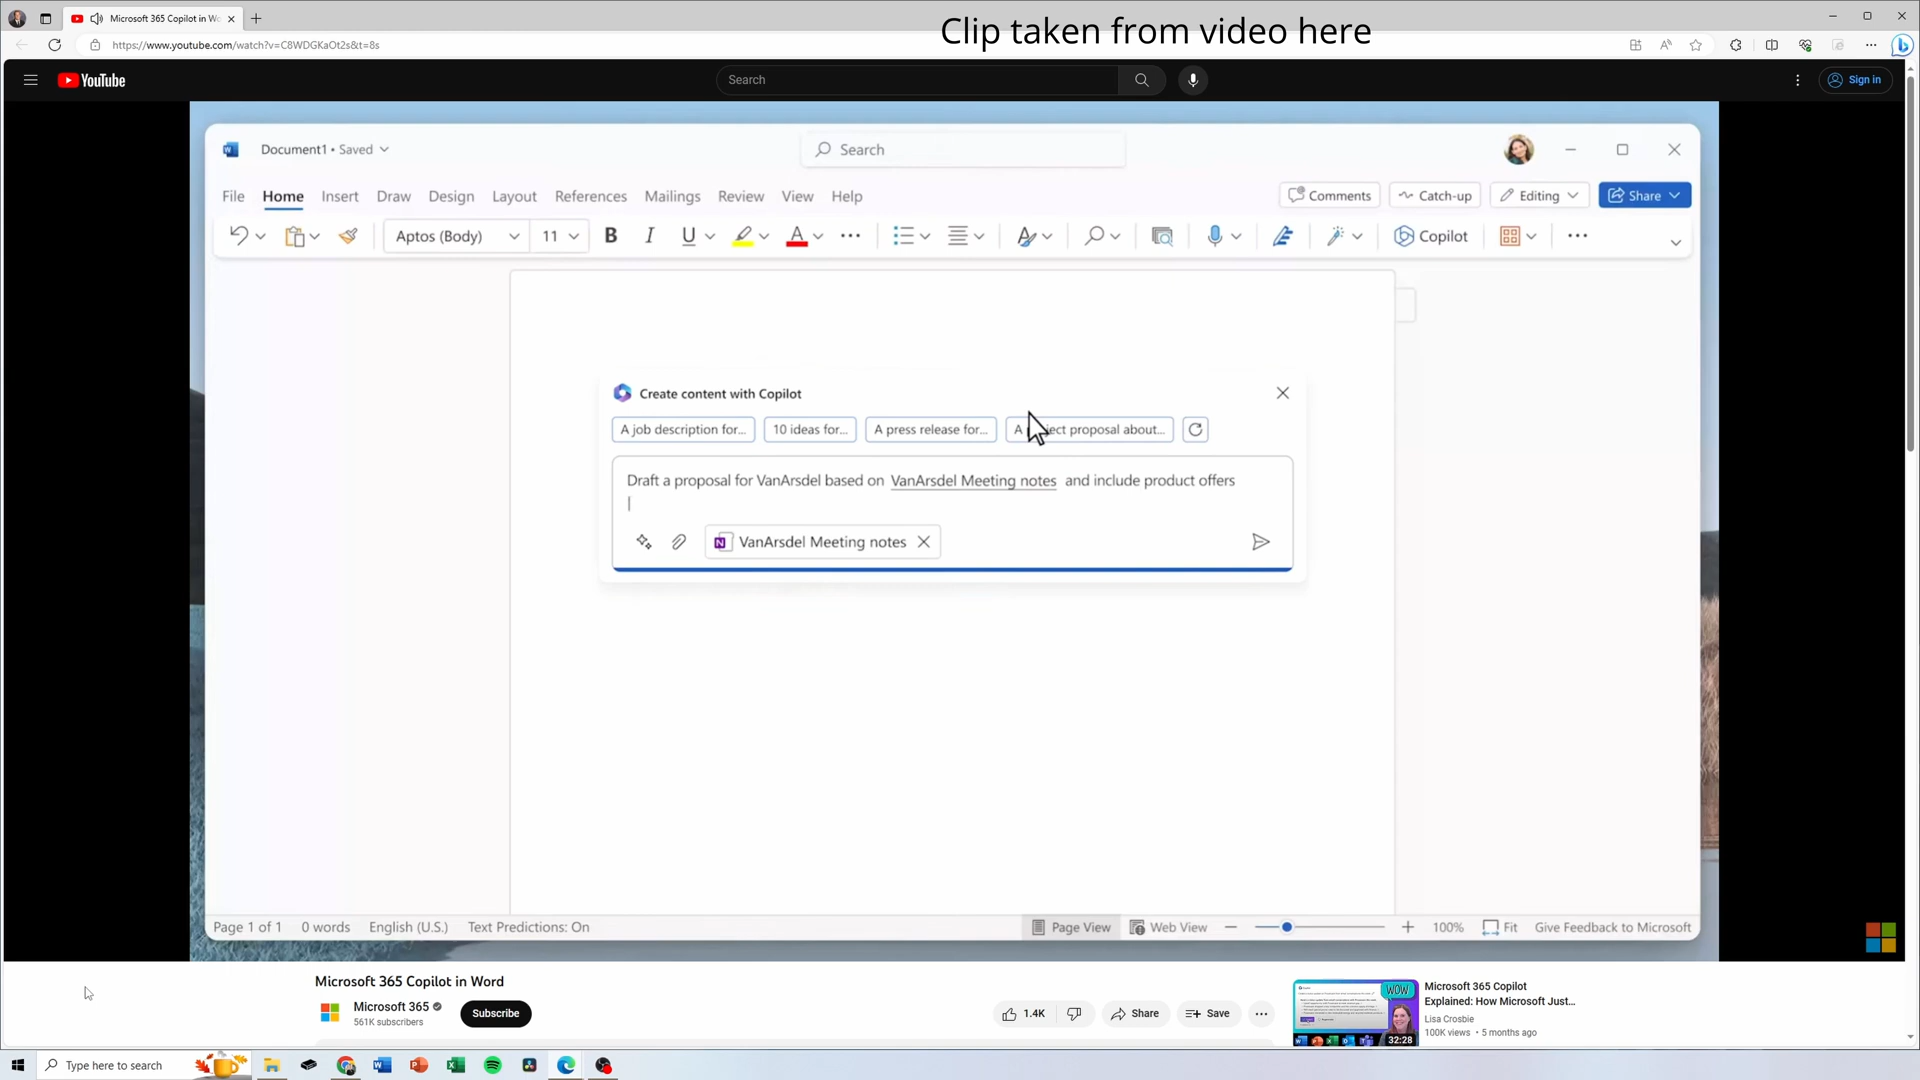 Microsoft 365 Copilot in Wo
Clip taken from video here
https://www.youtube.com/watch?v=C8WDGKaOt2s&t=8s
YouTube
Search
Sign in
Document1 • Saved
Search
File Home Insert Draw Design Layout References Mailings Review View Help
Comments Catch-up Editing Share
Aptos (Body) 11 B I U A Copilot
Create content with Copilot
A job description for... 10 ideas for... A press release for... A ject proposal about...
Draft a proposal for VanArsdel based on VanArsdel Meeting notes and include product offers
VanArsdel Meeting notes
Page 1 of 1 0 words English (U.S.) Text Predictions: On
Page View Web View 100% Fit Give Feedback to Microsoft
Microsoft 365 Copilot in Word
Microsoft 365
561K subscribers
Subscribe
1.4K Share Save
WOW
32:28
Microsoft 365 Copilot
Explained: How Microsoft Just...
Lisa Crosbie
100K views • 5 months ago
Type here to search